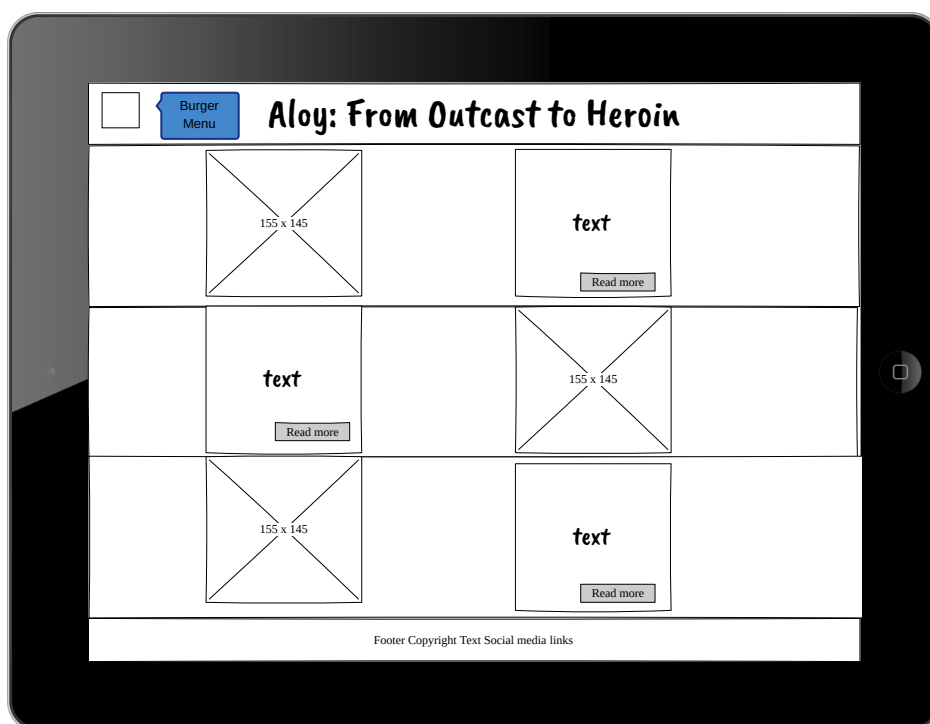 Burger
Menu
Aloy: From Outcast to Heroin
155 x 145
text
Read more
text
Read more
155 x 145
155 x 145
text
Read more
Footer Copyright Text Social media links